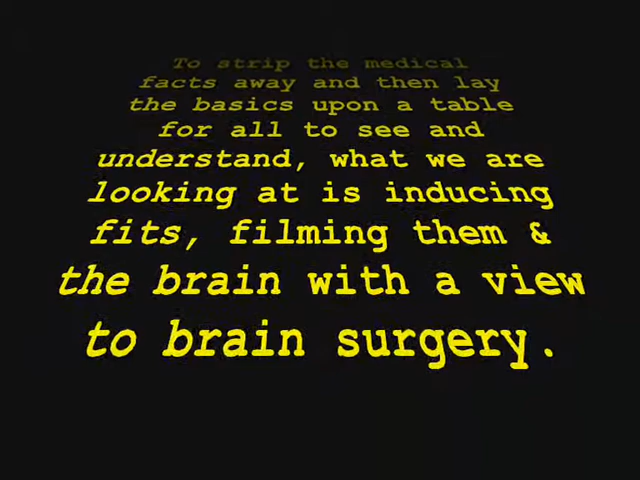 To strip the medical
facts away and then lay
the basics upon a table
for all to see and
understand, what we are
looking at is inducing
fits, filming them &
the brain with a view
to brain surgery.